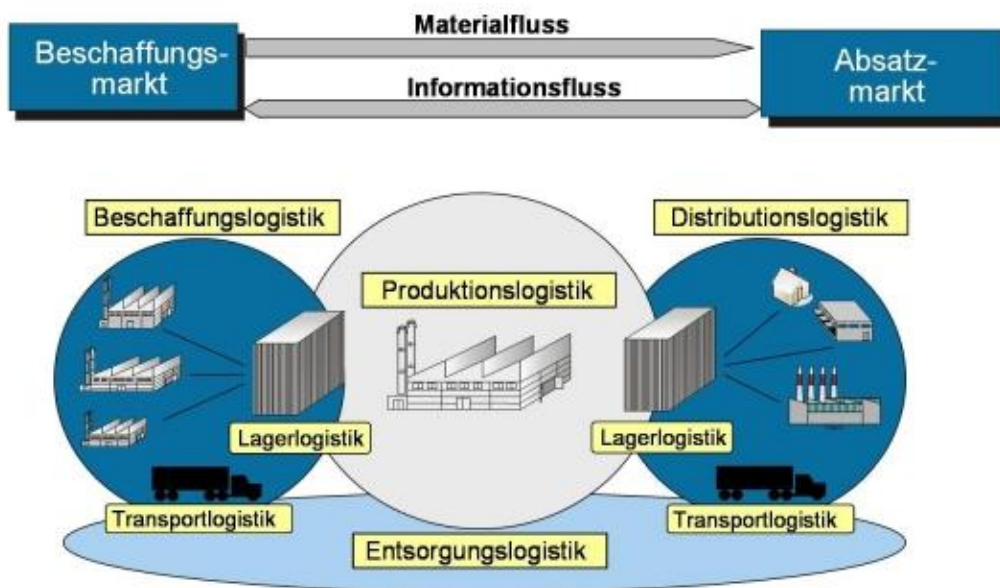 Beschaffungs-
markt
Materialfluss
Informationsfluss
Absatz-
markt
Beschaffungslogistik
Distributionslogistik
Produktionslogistik
Lagerlogistik
Lagerlogistik
Transportlogistik
Transportlogistik
Entsorgungslogistik